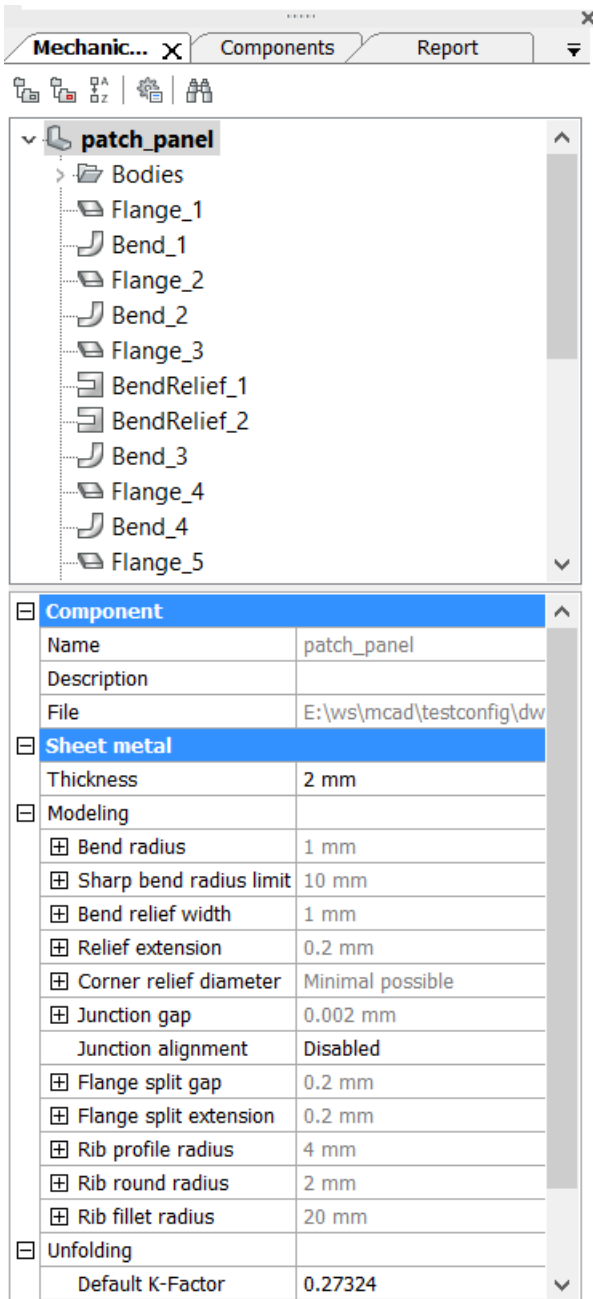 Mechanic... Components Report
patch_panel
Bodies
Flange_1
Bend_1
Flange_2
Bend_2
Flange_3
BendRelief_1
BendRelief_2
Bend_3
Flange_4
Bend_4
Flange_5
Component
Name patch_panel
Description
File E:\ws\mcad\testconfig\dw
Sheet metal
Thickness 2 mm
Modeling
Bend radius 1 mm
Sharp bend radius limit 10 mm
Bend relief width 1 mm
Relief extension 0.2 mm
Corner relief diameter Minimal possible
Junction gap 0.002 mm
Junction alignment Disabled
Flange split gap 0.2 mm
Flange split extension 0.2 mm
Rib profile radius 4 mm
Rib round radius 2 mm
Rib fillet radius 20 mm
Unfolding
Default K-Factor 0.27324